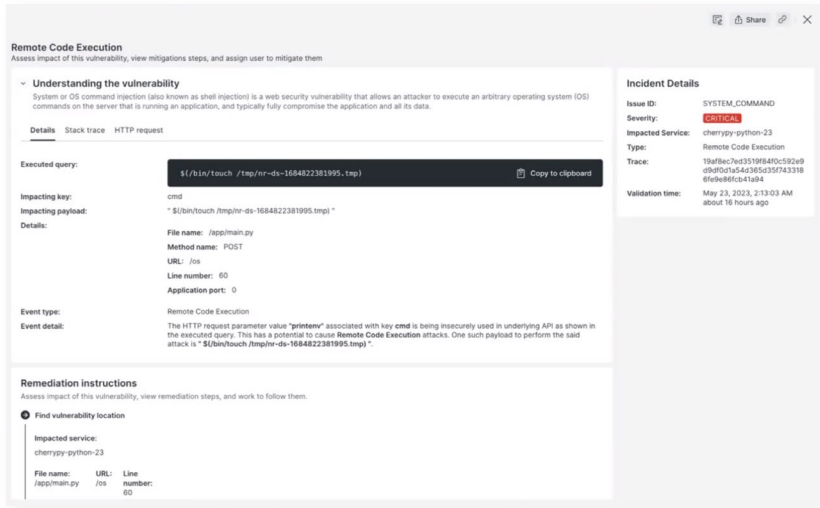 Share
Remote Code Execution
Assess impact of this vulnerability, view mitigations steps, and assign user to mitigate them
Understanding the vulnerability
System or OS command injection (also known as shell injection) is a web security vulnerability that allows an attacker to execute an arbitrary operating system (OS)
commands on the server that is running an application, and typically fully compromise the application and all its data.
Details Stack trace HTTP request
Executed query:
$(/bin/touch /tmp/nr-ds-1684822381995.tmp) Copy to clipboard
Impacting key: cmd
Impacting payload: " $(/bin/touch /tmp/nr-ds-1684822381995.tmp) "
Details:
File name: /app/main.py
Method name: POST
URL: /os
Line number: 60
Application port: 0
Event type: Remote Code Execution
Event detail: The HTTP request parameter value "printenv" associated with key cmd is being insecurely used in underlying API as shown in
the executed query. This has a potential to cause Remote Code Execution attacks. One such payload to perform the said
attack is " $(/bin/touch /tmp/nr-ds-1684822381995.tmp) ".
Remediation instructions
Assess impact of this vulnerability, view remediation steps, and work to follow them.
Find vulnerability location
Impacted service:
cherrypy-python-23
File name: URL: Line
number:
/app/main.py /os
60
Incident Details
Issue ID: SYSTEM_COMMAND
Severity: CRITICAL
Impacted Service: cherrypy-python-23
Type: Remote Code Execution
Trace: 19af8ec7ed3519f84f0c592e9
d9df0d1a54d365d35f743318
6fe9e86fcb41a94
Validation time: May 23, 2023, 2:13:03 AM
about 16 hours ago